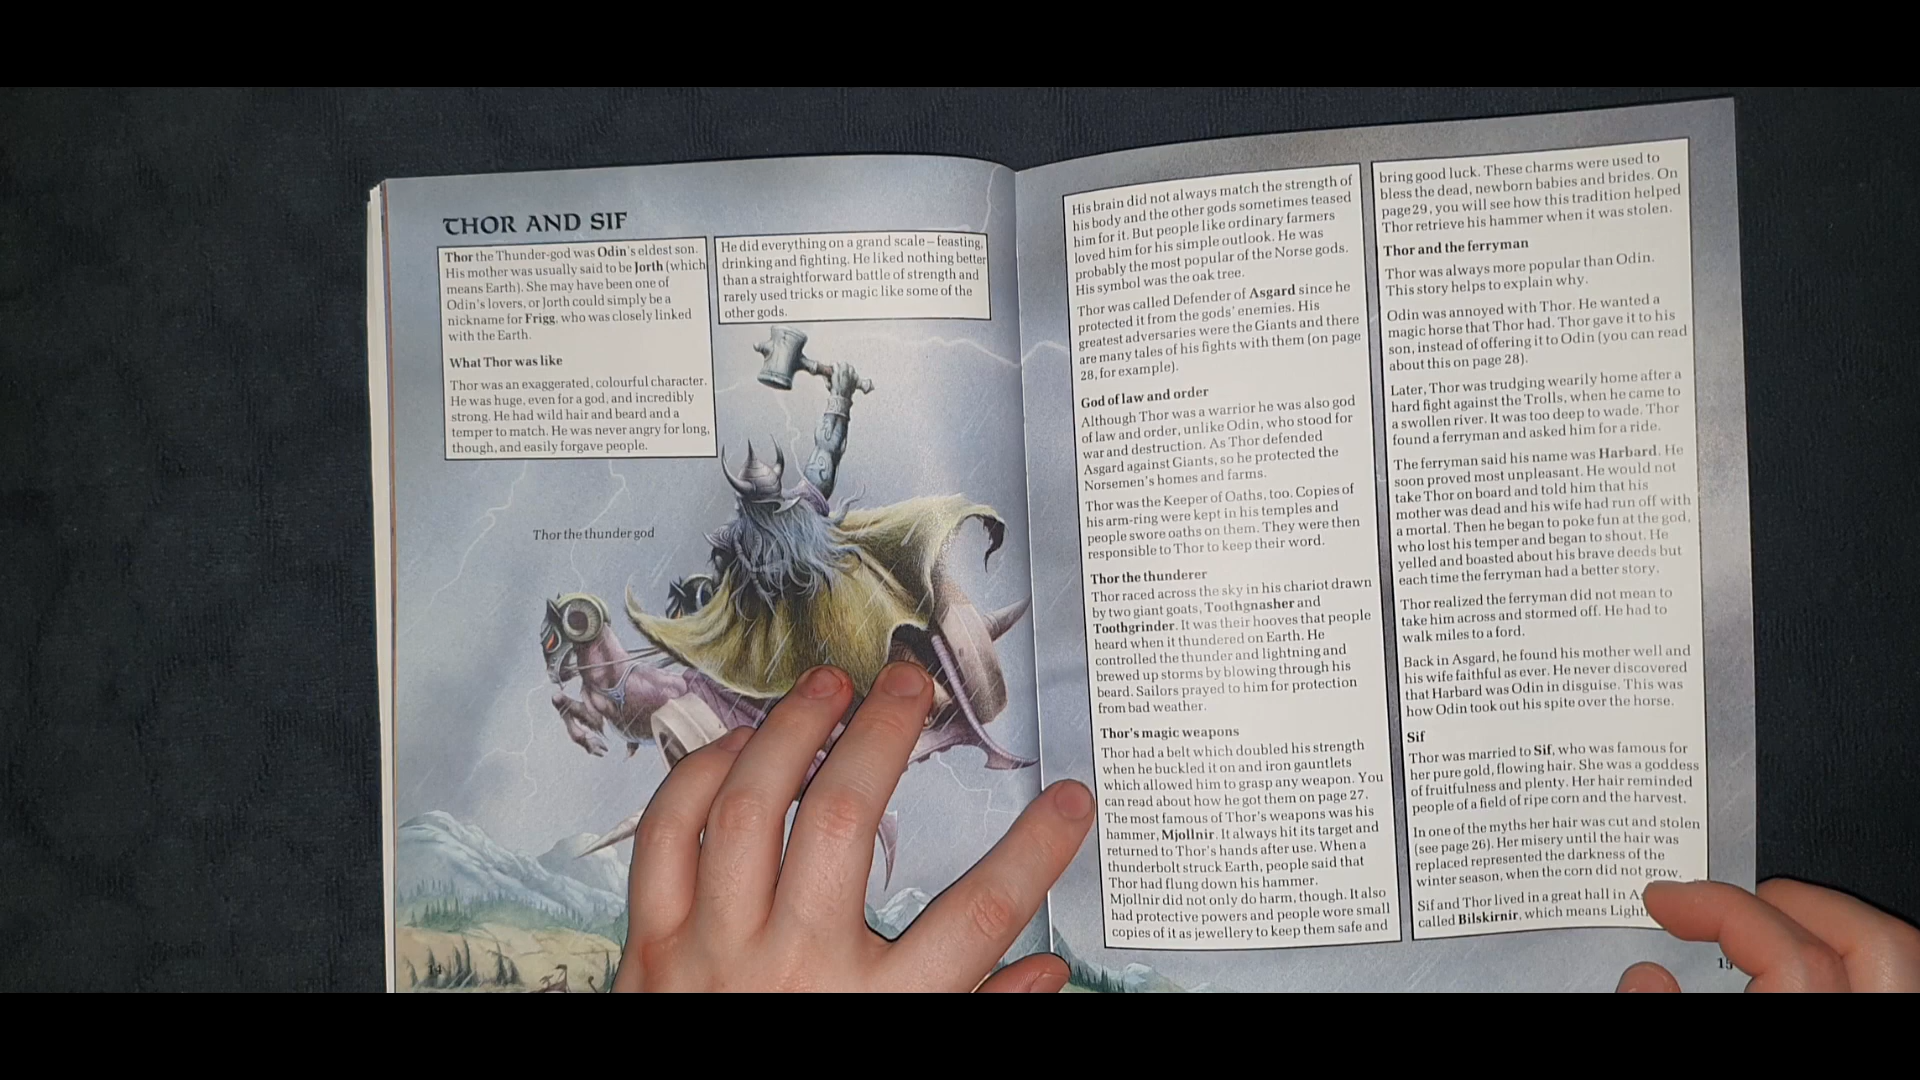 THOR AND SIF
Thor the Thunder-god was Odin's eldest son.
His mother was usually said to be Jorth (which
means Earth). She may have been one of
Odin's lovers, or Jorth could simply be a
nickname for Frigg, who was closely linked
with the Earth.
What Thor was like
Thor was an exaggerated, colourful character.
He was huge, even for a god, and incredibly
strong. He had wild hair and beard and a
temper to match. He was never angry for long,
though, and easily forgave people.
He did everything on a grand scale – feasting,
drinking and fighting. He liked nothing better
than a straightforward battle of strength and
rarely used tricks or magic like some of the
other gods.
Thor the thunder god
14
His brain did not always match the strength of
his body and the other gods sometimes teased
him for it. But people like ordinary farmers
loved him for his simple outlook. He was
probably the most popular of the Norse gods.
His symbol was the oak tree.
Thor was called Defender of Asgard since he
protected it from the gods' enemies. His
greatest adversaries were the Giants and there
are many tales of his fights with them (on page
28, for example).
God of law and order
Although Thor was a warrior he was also god
of law and order, unlike Odin, who stood for
war and destruction. As Thor defended
Asgard against Giants, so he protected the
Norsemen's homes and farms.
Thor was the Keeper of Oaths, too. Copies of
his arm-ring were kept in his temples and
people swore oaths on them. They were then
responsible to Thor to keep their word.
Thor the thunderer
Thor raced across the sky in his chariot drawn
by two giant goats, Toothgnasher and
Toothgrinder. It was their hooves that people
heard when it thundered on Earth. He
controlled the thunder and lightning and
brewed up storms by blowing through his
beard. Sailors prayed to him for protection
from bad weather.
Thor's magic weapons
Thor had a belt which doubled his strength
when he buckled it on and iron gauntlets
which allowed him to grasp any weapon. You
can read about how he got them on page 27.
The most famous of Thor's weapons was his
hammer, Mjollnir. It always hit its target and
returned to Thor's hands after use. When a
thunderbolt struck Earth, people said that
Thor had flung down his hammer.
Mjollnir did not only do harm, though. It also
had protective powers and people wore small
copies of it as jewellery to keep them safe and
bring good luck. These charms were used to
bless the dead, newborn babies and brides. On
page 29, you will see how this tradition helped
Thor retrieve his hammer when it was stolen.
Thor and the ferryman
Thor was always more popular than Odin.
This story helps to explain why.
Odin was annoyed with Thor. He wanted a
magic horse that Thor had. Thor gave it to his
son, instead of offering it to Odin (you can read
about this on page 28).
Later, Thor was trudging wearily home after a
hard fight against the Trolls, when he came to
a swollen river. It was too deep to wade. Thor
found a ferryman and asked him for a ride.
The ferryman said his name was Harbard. He
soon proved most unpleasant. He would not
take Thor on board and told him that his
mother was dead and his wife had run off with
a mortal. Then he began to poke fun at the god,
who lost his temper and began to shout. He
yelled and boasted about his brave deeds but
each time the ferryman had a better story.
Thor realized the ferryman did not mean to
take him across and stormed off. He had to
walk miles to a ford.
Back in Asgard, he found his mother well and
his wife faithful as ever. He never discovered
that Harbard was Odin in disguise. This was
how Odin took out his spite over the horse.
Sif
Thor was married to Sif, who was famous for
her pure gold, flowing hair. She was a goddess
of fruitfulness and plenty. Her hair reminded
people of a field of ripe corn and the harvest.
In one of the myths her hair was cut and stolen
(see page 26). Her misery until the hair was
replaced represented the darkness of the
winter season, when the corn did not grow.
Sif and Thor lived in a great hall in
called Bilskirnir, which means
15